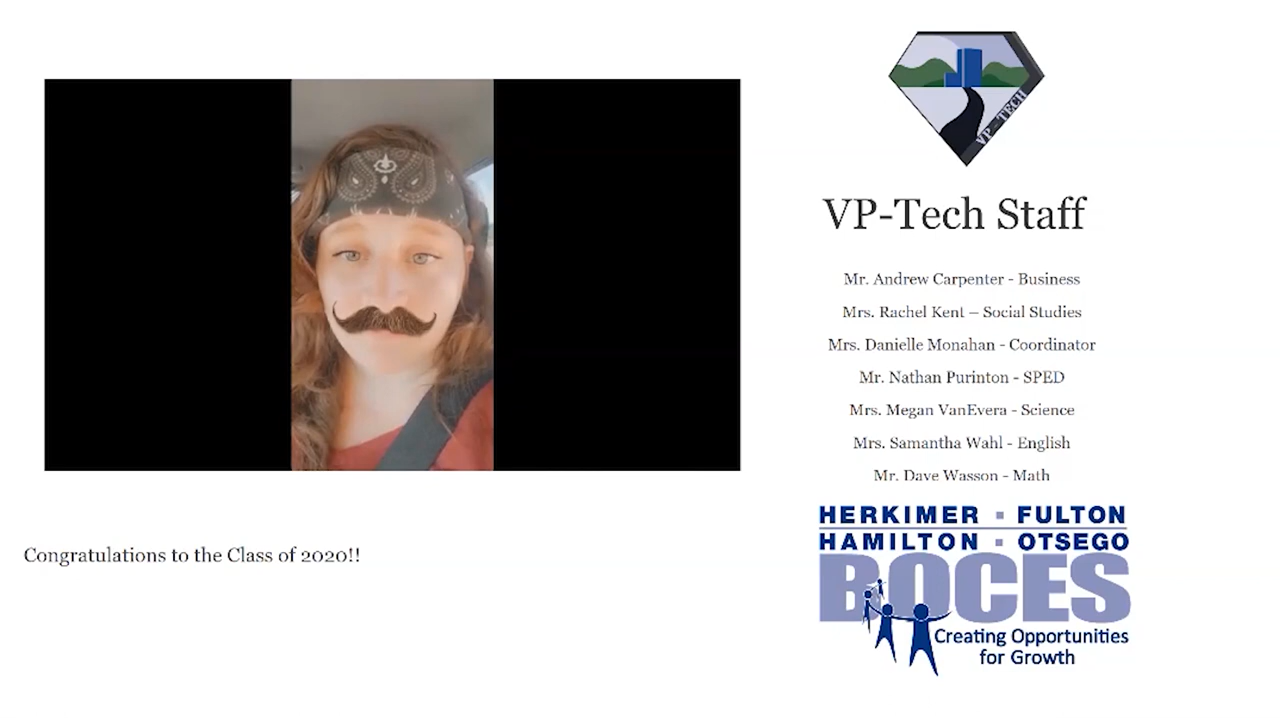 VP - TECH
VP-Tech Staff
Mr. Andrew Carpenter - Business
Mrs. Rachel Kent – Social Studies
Mrs. Danielle Monahan - Coordinator
Mr. Nathan Purinton - SPED
Mrs. Megan VanEvera - Science
Mrs. Samantha Wahl - English
Mr. Dave Wasson - Math
HERKIMER ▪ FULTON
HAMILTON ▪ OTSEGO
BOCES
Creating Opportunities
for Growth
Congratulations to the Class of 2020!!